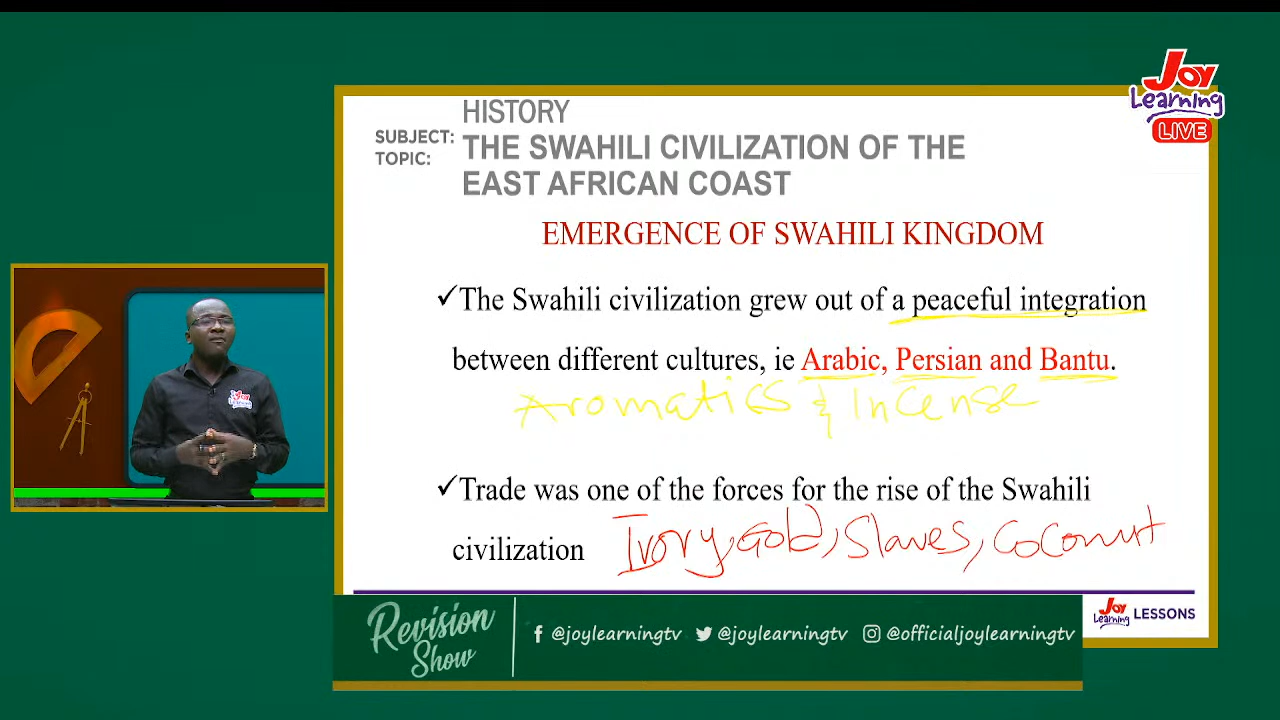 Joy
Learning
LIVE
HISTORY
SUBJECT:
TOPIC:
THE SWAHILI CIVILIZATION OF THE
EAST AFRICAN COAST
EMERGENCE OF SWAHILI KINGDOM
✓The Swahili civilization grew out of a peaceful integration
between different cultures, ie Arabic, Persian and Bantu.
Aromatics & Incense
✓Trade was one of the forces for the rise of the Swahili
civilization Ivory, Gold, Slaves, Coconut
Revision
Show
@joylearningtv @joylearningtv @officialjoylearningtv
Joy
Learning
LESSONS